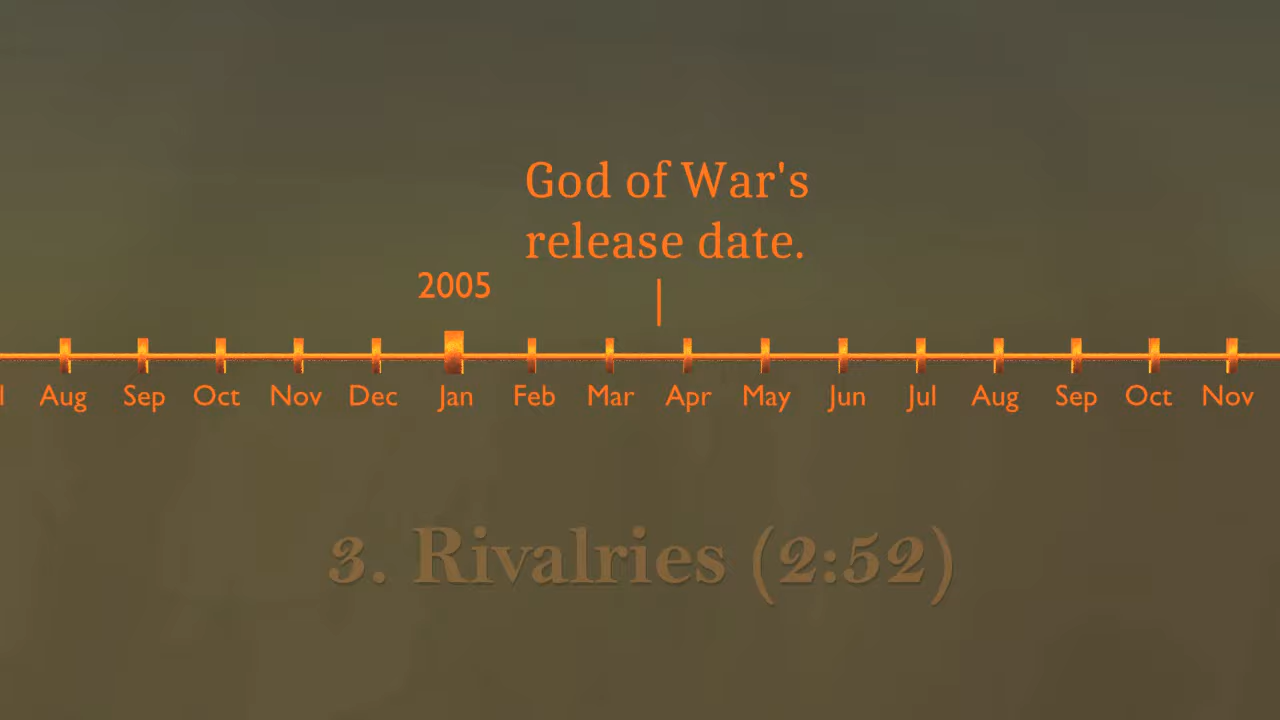 God of War's
release date.
2005
l Aug Sep Oct Nov Dec Jan Feb Mar Apr May Jun Jul Aug Sep Oct Nov
3. Rivalries (2:52)